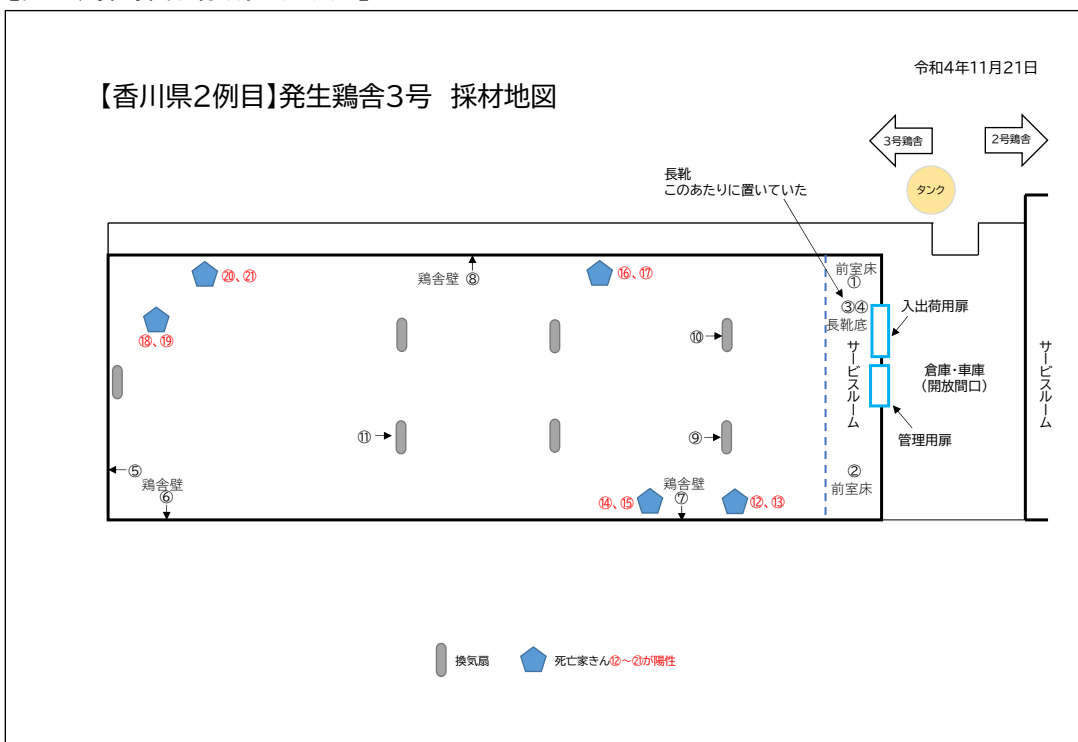 令和4年11月21日
【香川県2例目】発生鶏舎3号 採材地図
3号鶏舎
2号鶏舎
タンク
長靴
このあたりに置いていた
⑳、㉑
鶏舎壁 ⑧
⑯、⑰
前室床
①
③④
長靴底
入出荷用扉
⑱、⑲
⑩
サービスルーム
倉庫・車庫
(開放間口)
サービスルーム
⑪
⑨
管理用扉
⑤
鶏舎壁
⑥
鶏舎壁
⑦
②
前室床
⑭、⑮
⑫、⑬
換気扇
死亡家きん⑫~㉑が陽性